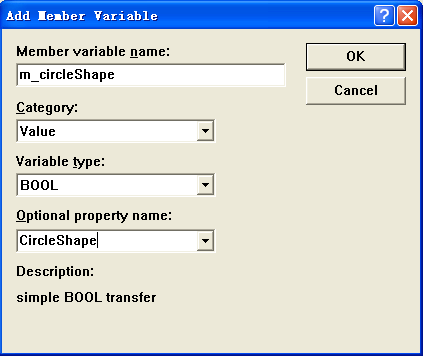 Add Member Variable
Member variable name:
m_circleShape
OK
Cancel
Category:
Value
Variable type:
BOOL
Optional property name:
CircleShape
Description:
simple BOOL transfer